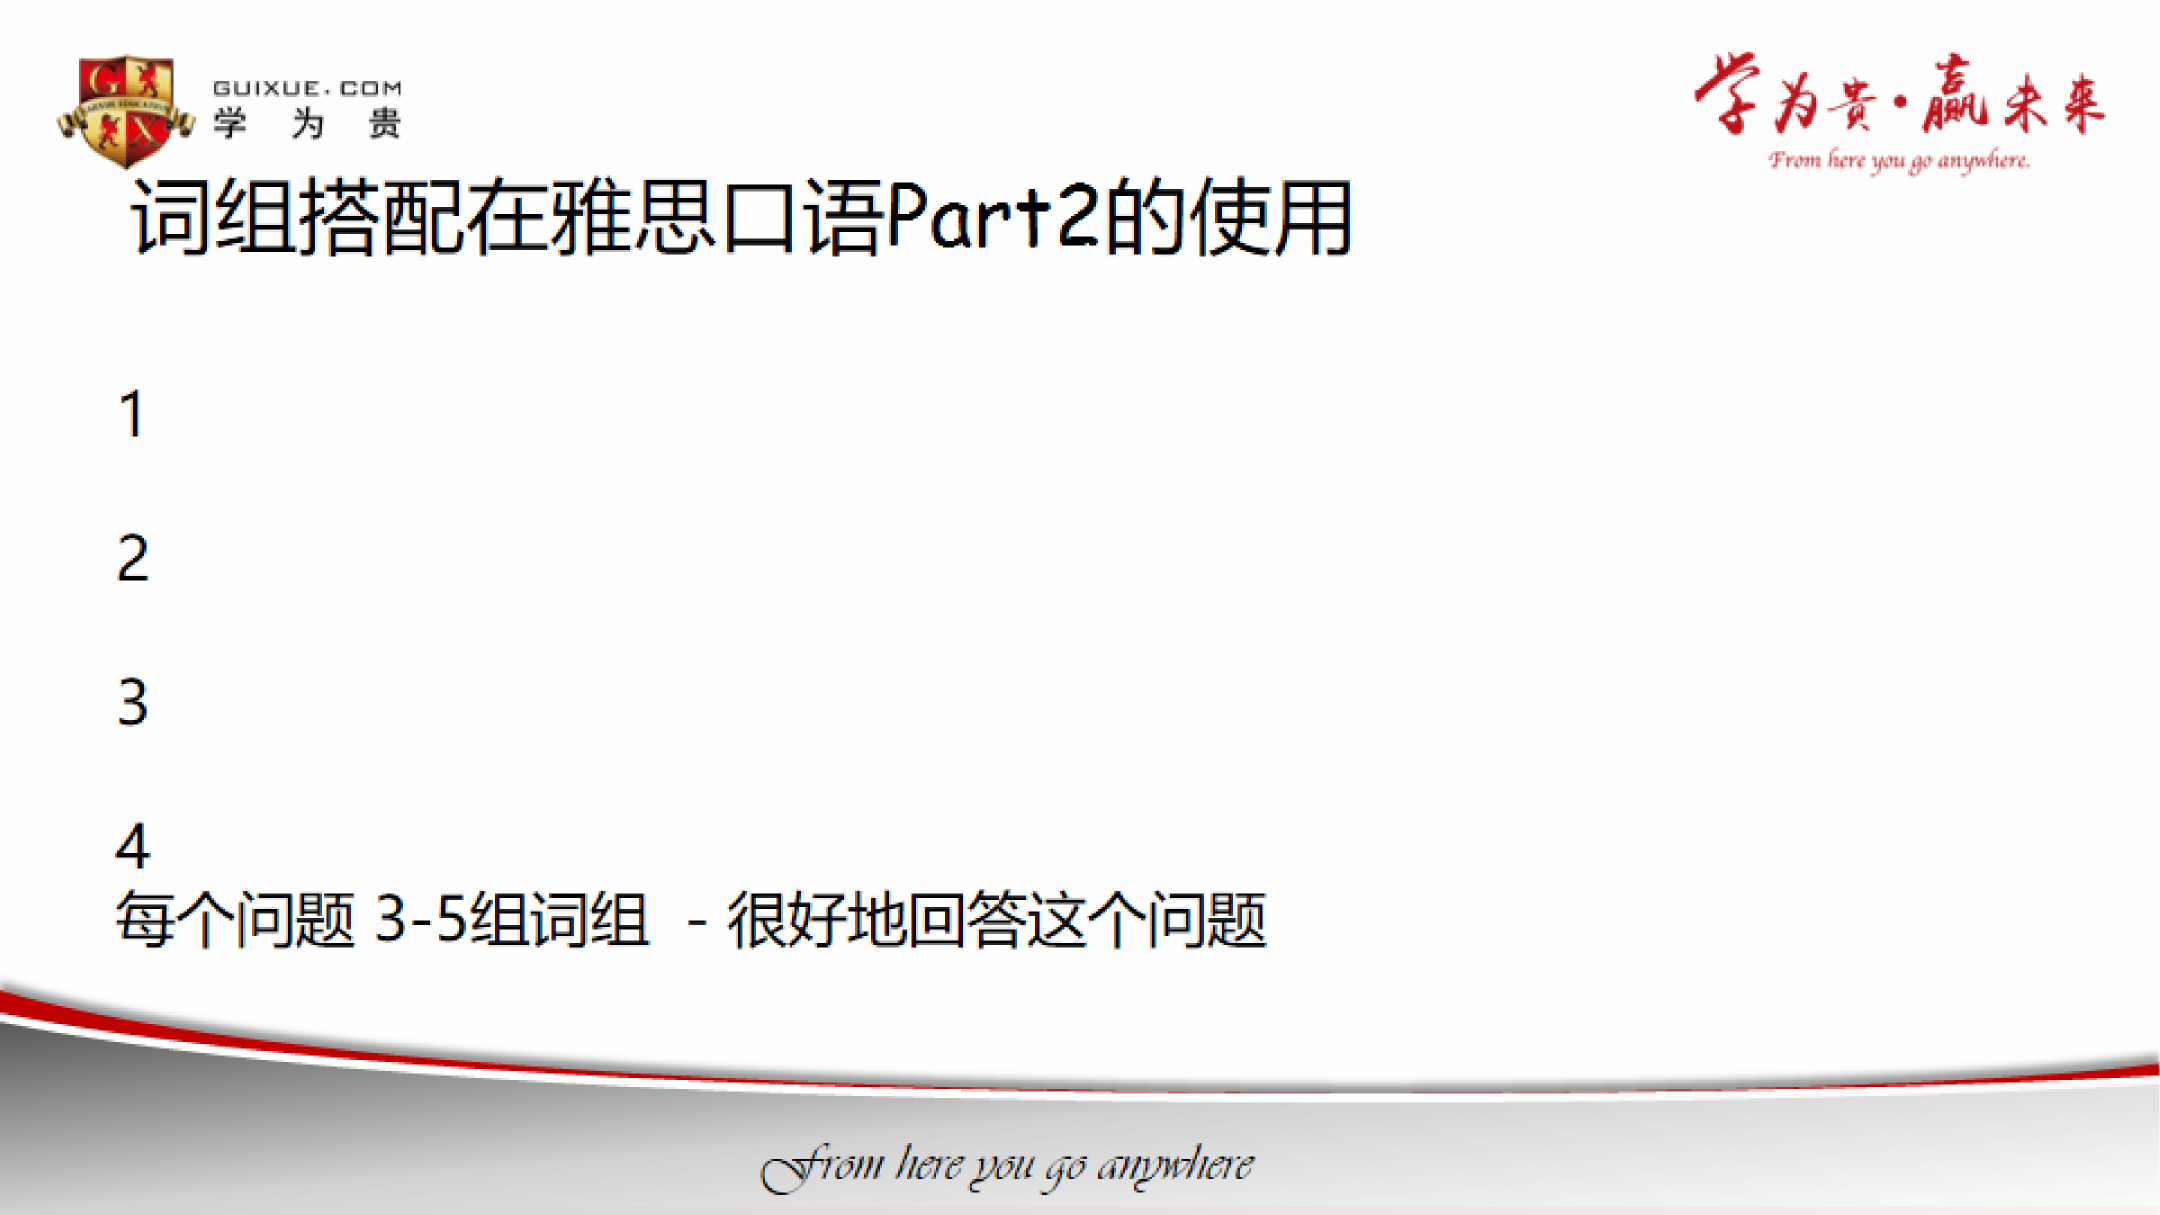 GUIXUE.COM
学为贵
学为贵·赢未来
From here you go anywhere.
词组搭配在雅思口语Part2的使用
1
2
3
4
每个问题 3-5组词组 - 很好地回答这个问题
From here you go anywhere